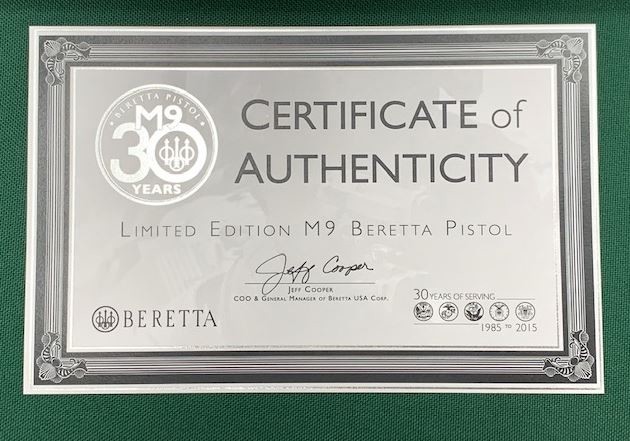 BERETTA PISTOL
M9
30
YEARS
CERTIFICATE of
AUTHENTICITY
LIMITED EDITION M9 BERETTA PISTOL
Jeff Cooper
JEFF COOPER
COO & GENERAL MANAGER OF BERETTA USA CORP.
BERETTA
30 YEARS OF SERVING
1985 TO 2015